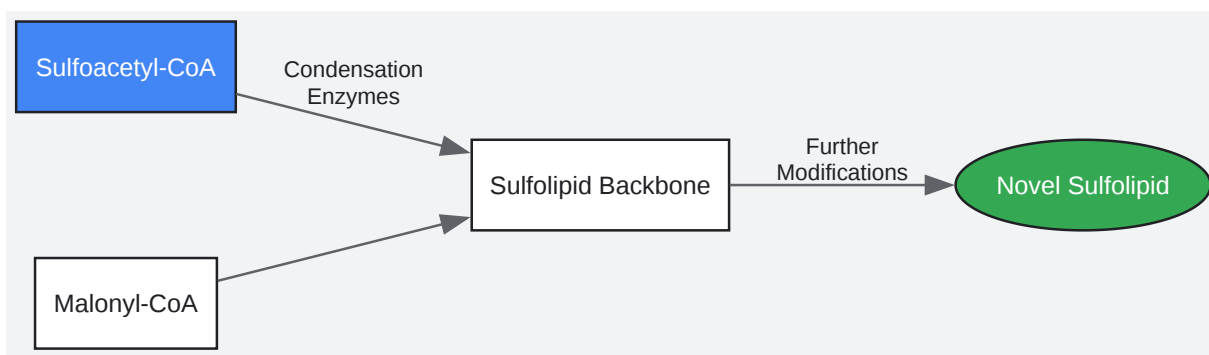 Sulfoacetyl-CoA
Condensation
Enzymes
Sulfolipid Backbone
Further
Modifications
Novel Sulfolipid
Malonyl-CoA